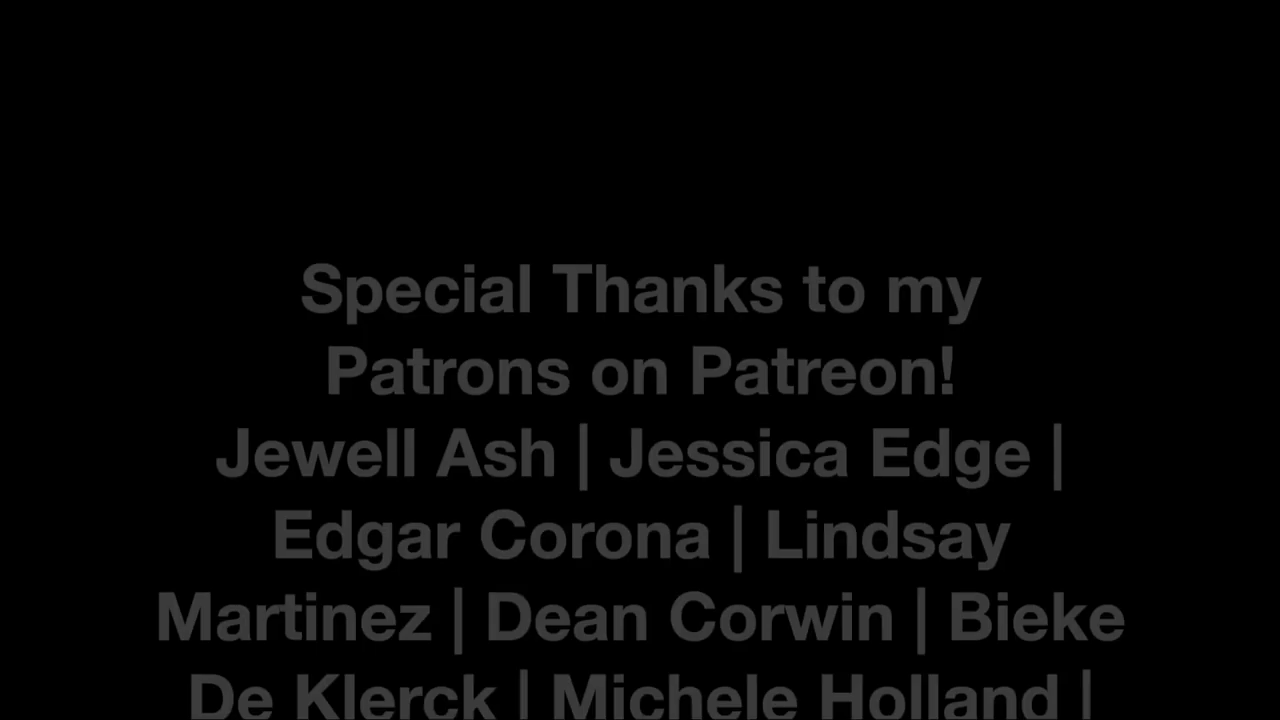 Special Thanks to my
Patrons on Patreon!
Jewell Ash | Jessica Edge |
Edgar Corona | Lindsay
Martinez | Dean Corwin | Bieke
De Klerck | Michele Holland |